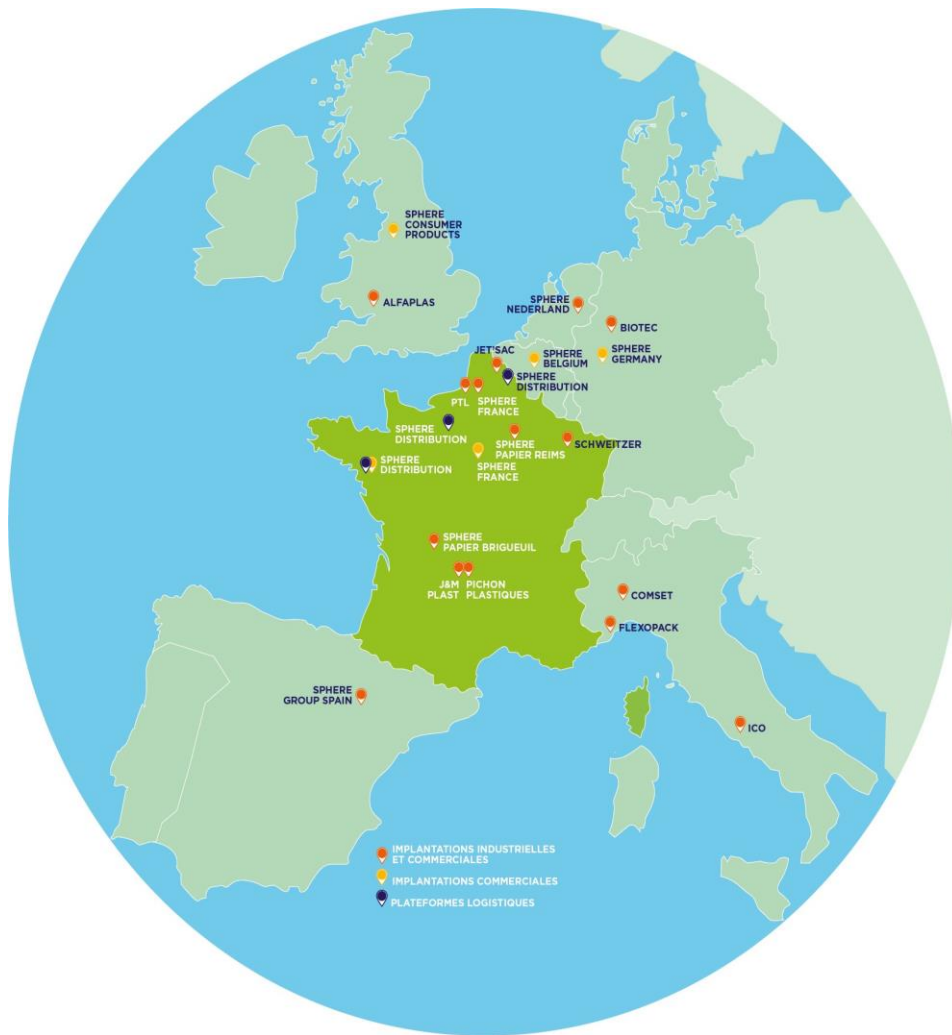 SPHERE
CONSUMER
PRODUCTS
ALFAPLAS
SPHERE
NEDERLAND
BIOTEC
JET'SAC
SPHERE
BELGIUM
SPHERE
GERMANY
SPHERE
DISTRIBUTION
PTL
SPHERE
FRANCE
SPHERE
DISTRIBUTION
SPHERE
PAPIER REIMS
SCHWEITZER
SPHERE
DISTRIBUTION
SPHERE
FRANCE
SPHERE
PAPIER BRIGUEUIL
J&M
PLAST
PICHON
PLASTIQUES
COMSET
FLEXOPACK
SPHERE
GROUP SPAIN
ICO
IMPLANTATIONS INDUSTRIELLES
ET COMMERCIALES
IMPLANTATIONS COMMERCIALES
PLATEFORMES LOGISTIQUES